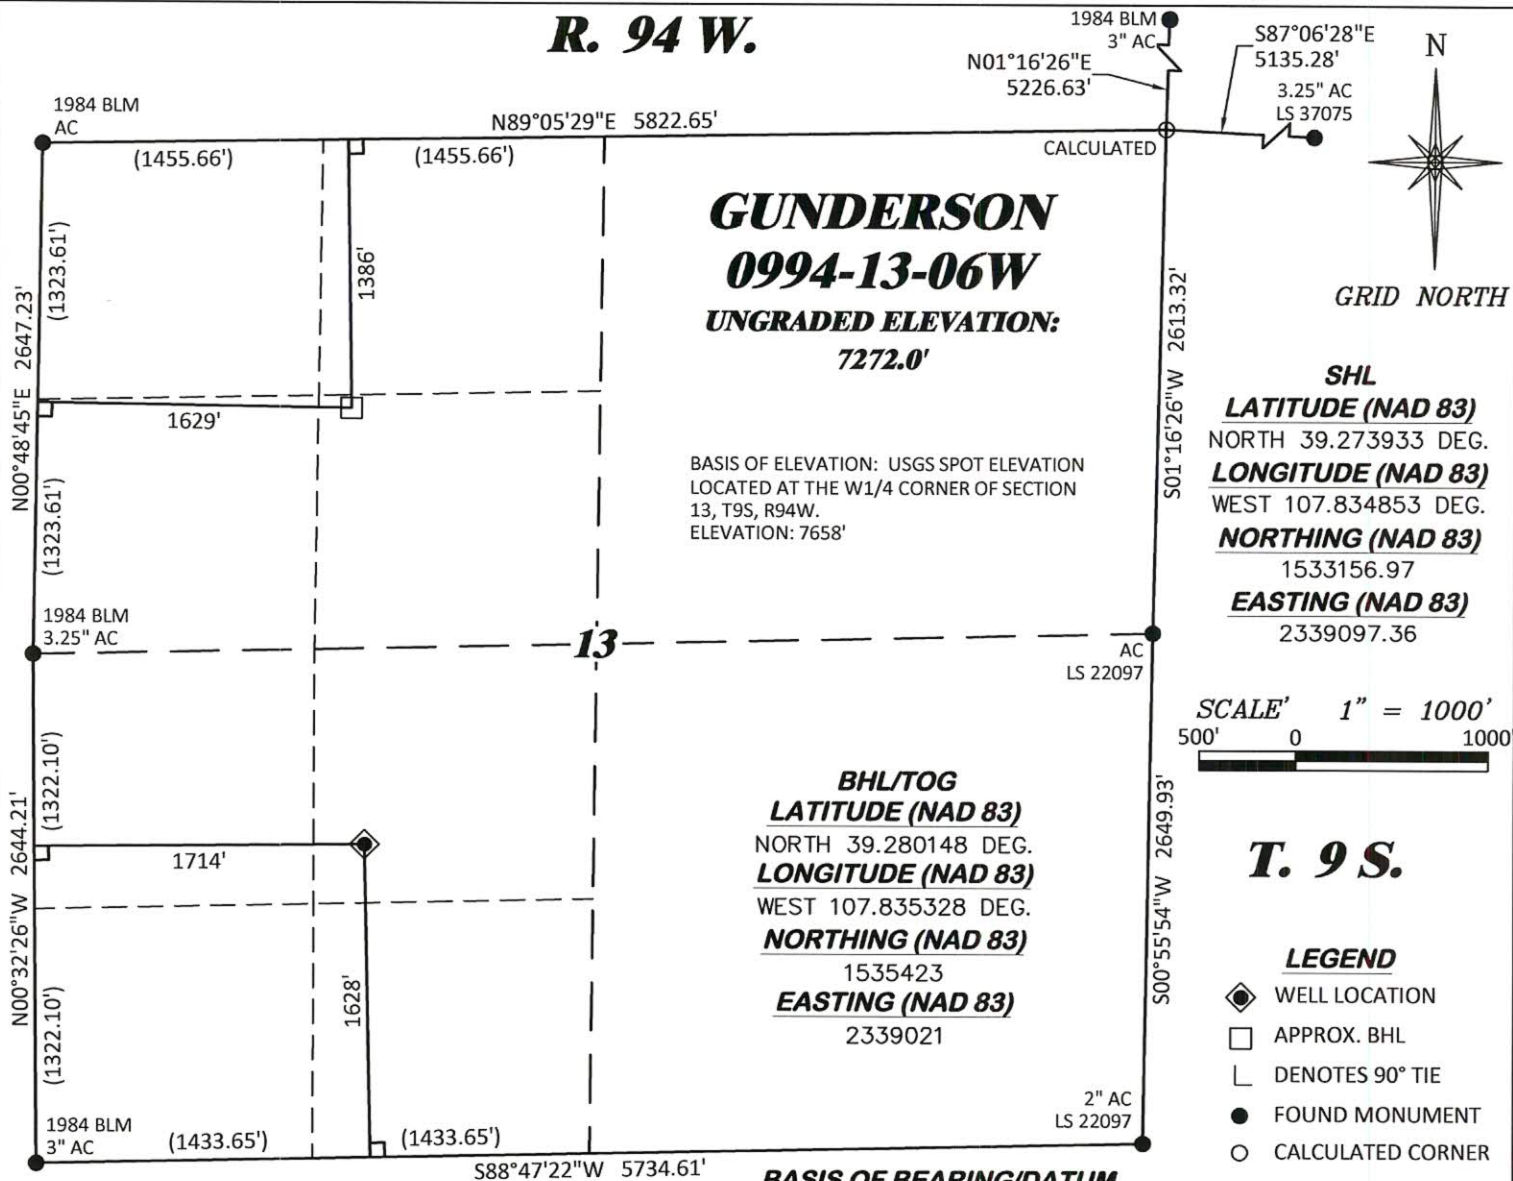 R. 94 W.
1984 BLM
3" AC
N01°16'26"E
5226.63'
S87°06'28"E
5135.28'
3.25" AC
LS 37075
N
GRID NORTH
1984 BLM
AC
N89°05'29"E 5822.65'
(1455.66')
(1455.66')
CALCULATED
GUNDERSON
0994-13-06W
UNGRADED ELEVATION:
7272.0'
(1323.61')
1386'
N00°48'45"E 2647.23'
1629'
(1323.61')
BASIS OF ELEVATION: USGS SPOT ELEVATION
LOCATED AT THE W1/4 CORNER OF SECTION
13, T9S, R94W.
ELEVATION: 7658'
S01°16'26"W 2613.32'
SHL
LATITUDE (NAD 83)
NORTH 39.273933 DEG.
LONGITUDE (NAD 83)
WEST 107.834853 DEG.
NORTHING (NAD 83)
1533156.97
EASTING (NAD 83)
2339097.36
1984 BLM
3.25" AC
13
AC
LS 22097
SCALE' 1" = 1000'
500' 0 1000'
(1322.10')
N00°32'26"W 2644.21'
1714'
1628'
(1322.10')
BHL/TOG
LATITUDE (NAD 83)
NORTH 39.280148 DEG.
LONGITUDE (NAD 83)
WEST 107.835328 DEG.
NORTHING (NAD 83)
1535423
EASTING (NAD 83)
2339021
S00°55'54"W 2649.93'
T. 9 S.
LEGEND
WELL LOCATION
APPROX. BHL
DENOTES 90° TIE
FOUND MONUMENT
CALCULATED CORNER
1984 BLM
3" AC
(1433.65')
(1433.65')
2" AC
LS 22097
S88°47'22"W 5734.61'
BASIS OF BEARING/DATUM